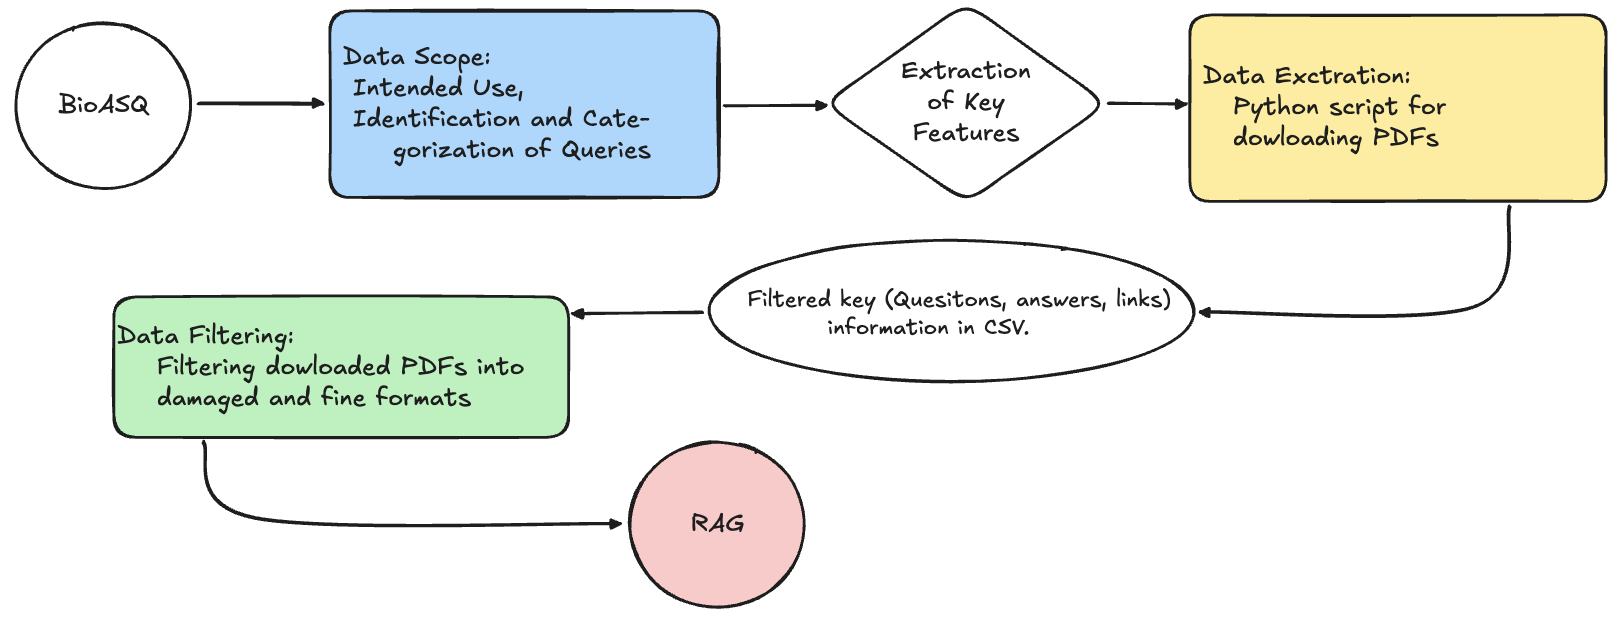 BioASQ
Data Scope:
Intended Use,
Identification and Cate-
gorization of Queries
Extraction
of Key
Features
Data Exctration:
Python script for
dowloading PDFs
Filtered key (Quesitons, answers, links)
information in CSV.
Data Filtering:
Filtering dowloaded PDFs into
damaged and fine formats
RAG